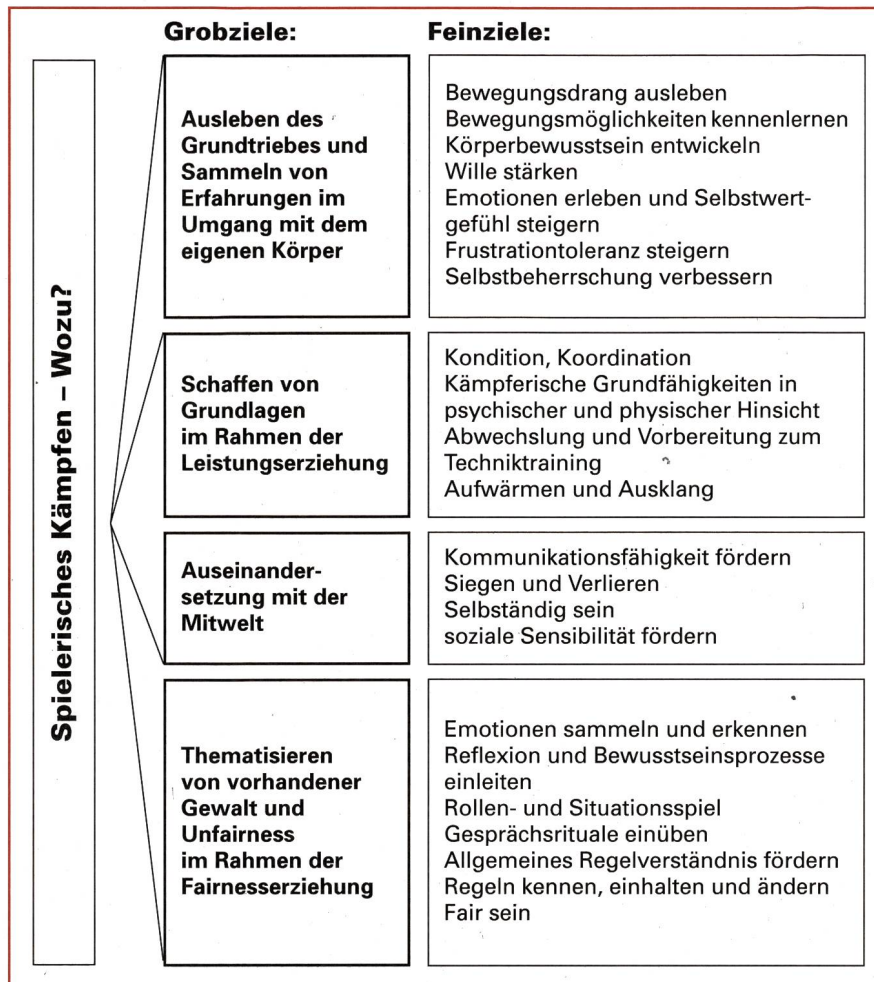 Grobziele:
Feinziele:
Spielerisches Kämpfen – Wozu?
Ausleben des
Grundtriebes und
Sammeln von
Erfahrungen im
Umgang mit dem
eigenen Körper
Bewegungsdrang ausleben
Bewegungsmöglichkeiten kennenlernen
Körperbewusstsein entwickeln
Wille stärken
Emotionen erleben und Selbstwert-
gefühl steigern
Frustrationtoleranz steigern
Selbstbeherrschung verbessern
Schaffen von
Grundlagen
im Rahmen der
Leistungserziehung
Kondition, Koordination
Kämpferische Grundfähigkeiten in
psychischer und physischer Hinsicht
Abwechslung und Vorbereitung zum
Techniktraining
Aufwärmen und Ausklang
Auseinander-
setzung mit der
Mitwelt
Kommunikationsfähigkeit fördern
Siegen und Verlieren
Selbständig sein
soziale Sensibilität fördern
Thematisieren
von vorhandener
Gewalt und
Unfairness
im Rahmen der
Fairnesserziehung
Emotionen sammeln und erkennen
Reflexion und Bewusstseinsprozesse
einleiten
Rollen- und Situationsspiel
Gesprächsrituale einüben
Allgemeines Regelverständnis fördern
Regeln kennen, einhalten und ändern
Fair sein